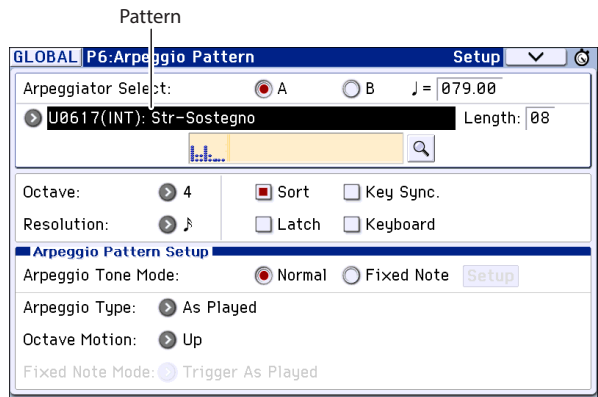 Pattern
GLOBAL P6:Arpeggio Pattern Setup
Arpeggiator Select: A B ♩= 079.00
U0617(INT): Str-Sostegno Length: 08
Octave: 4 Sort Key Sync.
Resolution: ♪ Latch Keyboard
Arpeggio Pattern Setup
Arpeggio Tone Mode: Normal Fixed Note Setup
Arpeggio Type: As Played
Octave Motion: Up
Fixed Note Mode: Trigger As Played